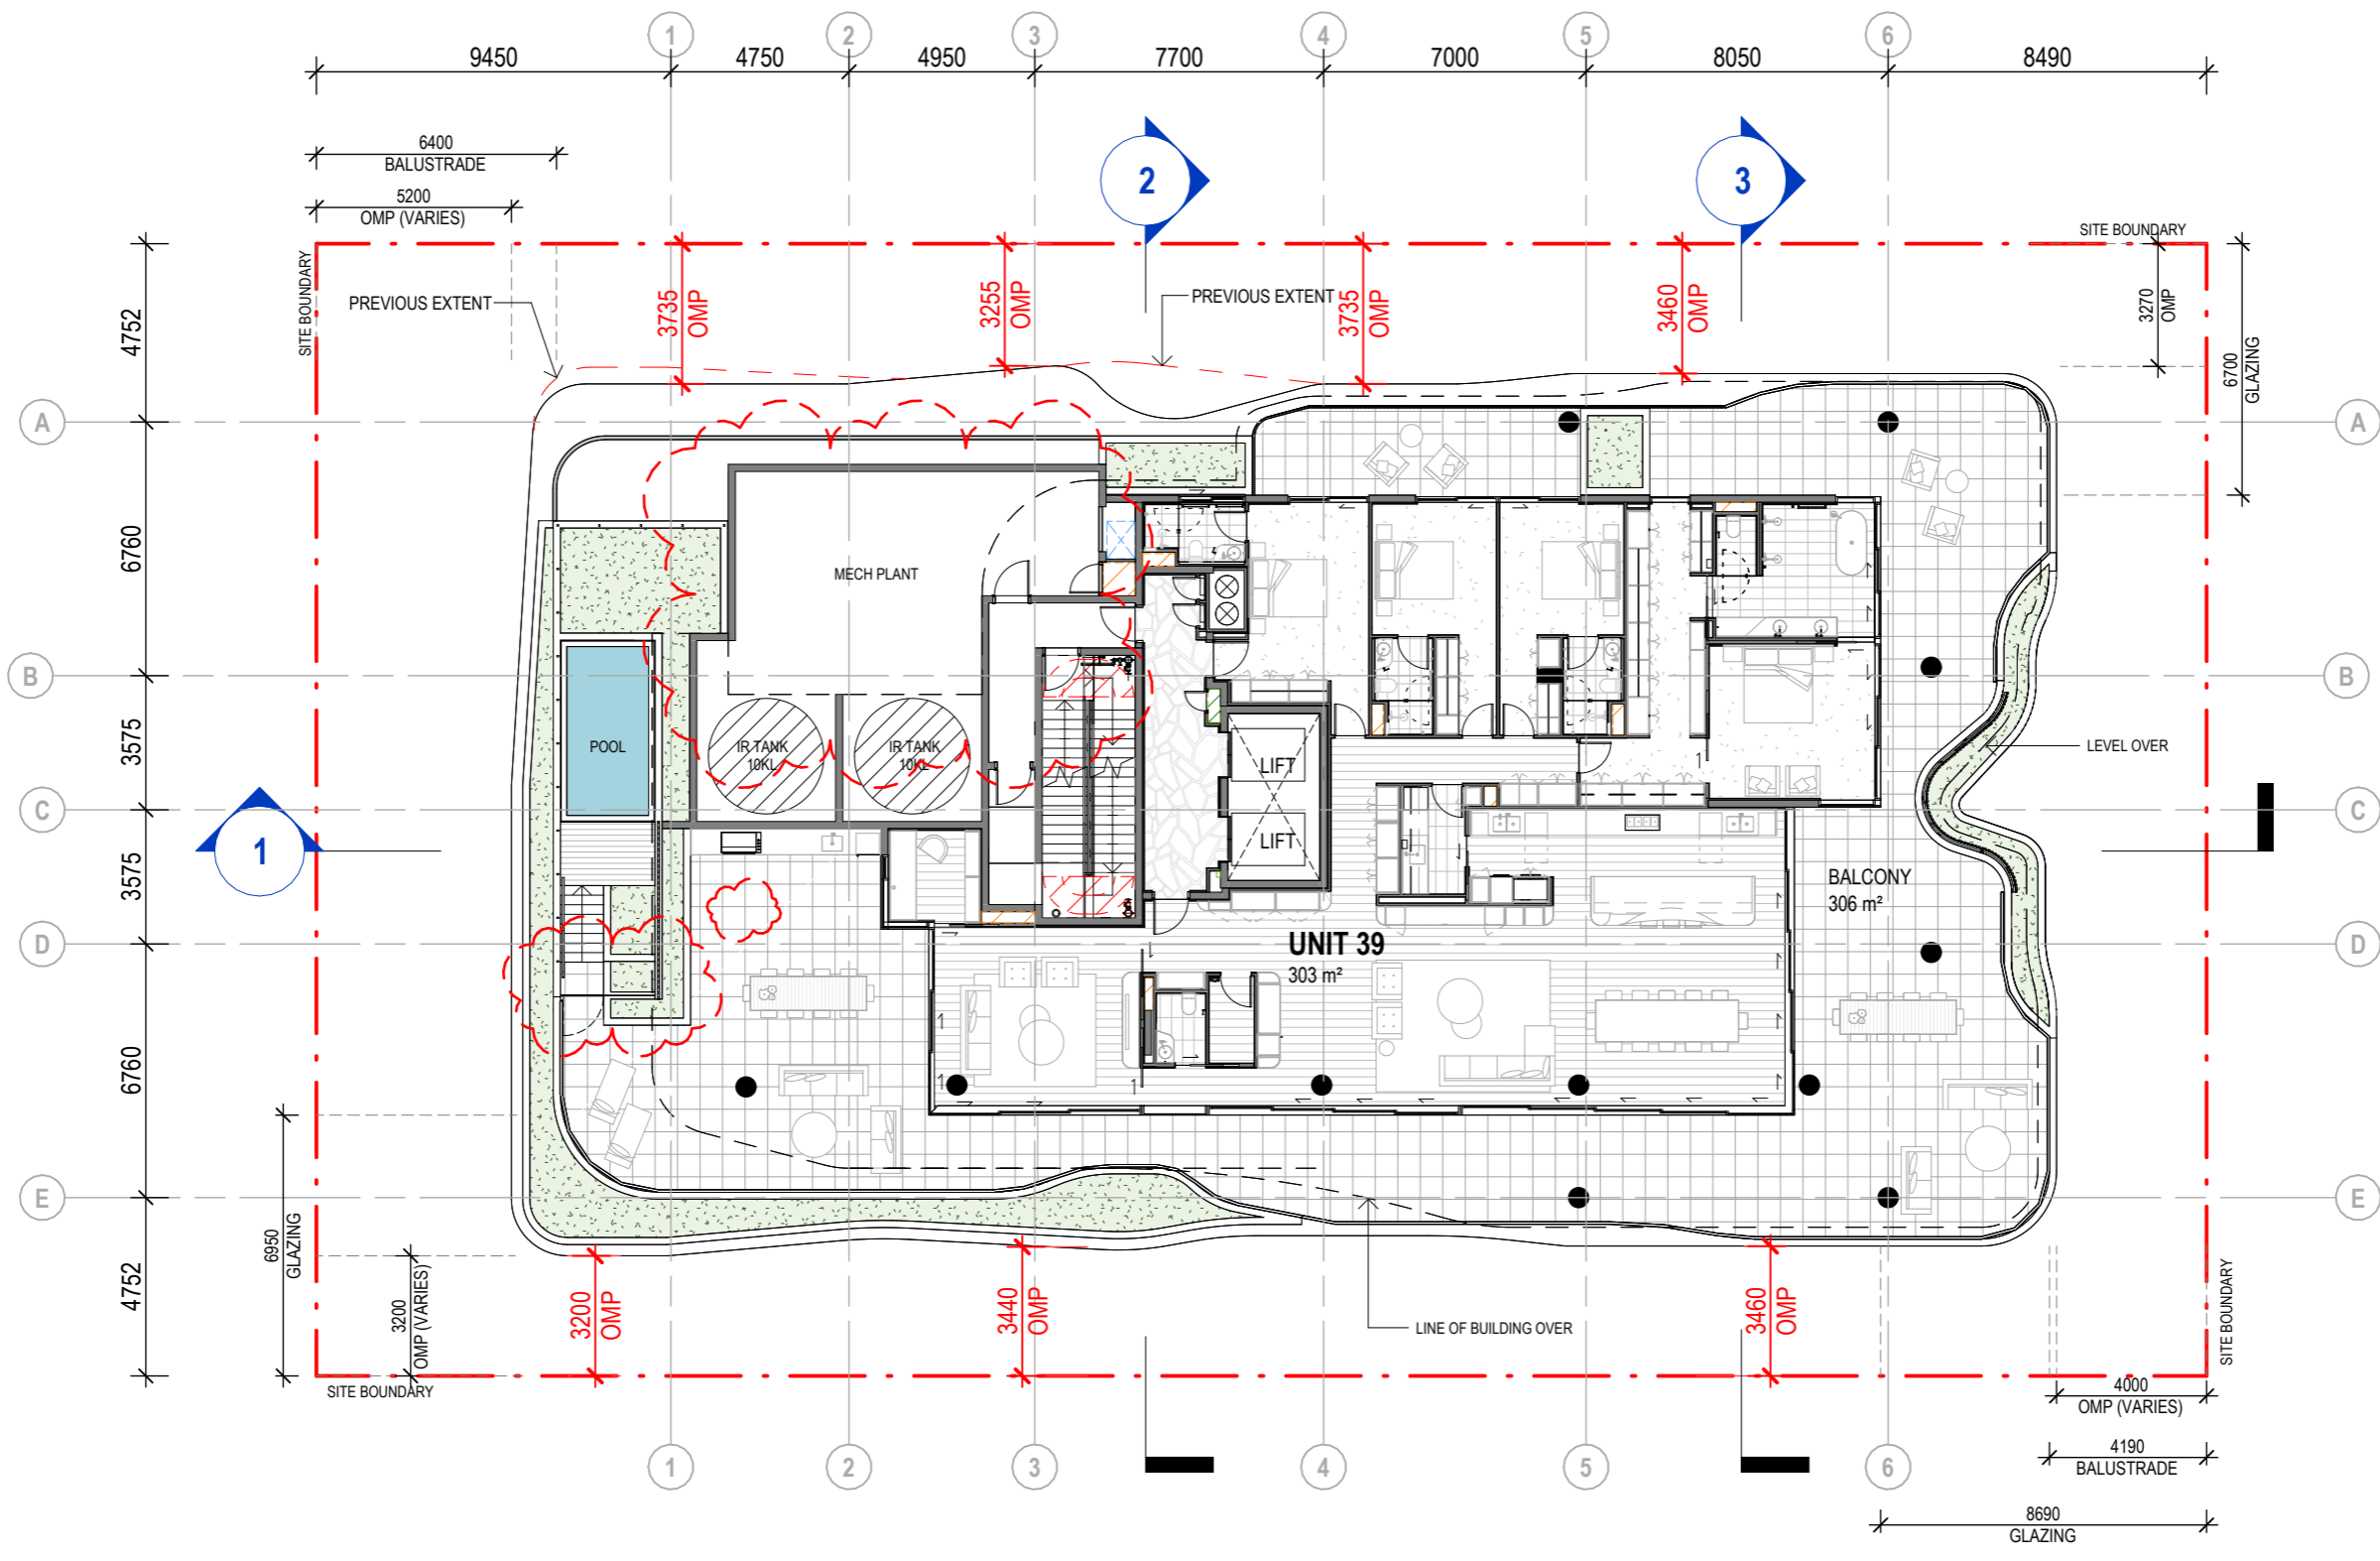 1 2 3 4 5 6
9450 4750 4950 7700 7000 8050 8490
6400
BALUSTRADE
5200
OMP (VARIES)
2
3
SITE BOUNDARY
SITE BOUNDARY
PREVIOUS EXTENT
PREVIOUS EXTENT
3735
OMP
3255
OMP
3735
OMP
3460
OMP
3270
OMP
6700
GLAZING
4752
A
A
6760
MECH PLANT
B
B
3575
POOL
IR TANK
10KL
IR TANK
10KL
LIFT
LEVEL OVER
C
C
1
3575
LIFT
BALCONY
306 m²
D
D
UNIT 39
303 m²
6760
E
E
6950
GLAZING
4752
3200
OMP (VARIES)
3200
OMP
3440
OMP
3460
OMP
LINE OF BUILDING OVER
SITE BOUNDARY
SITE BOUNDARY
4000
OMP (VARIES)
4190
BALUSTRADE
1 2 3 4 5 6
8690
GLAZING